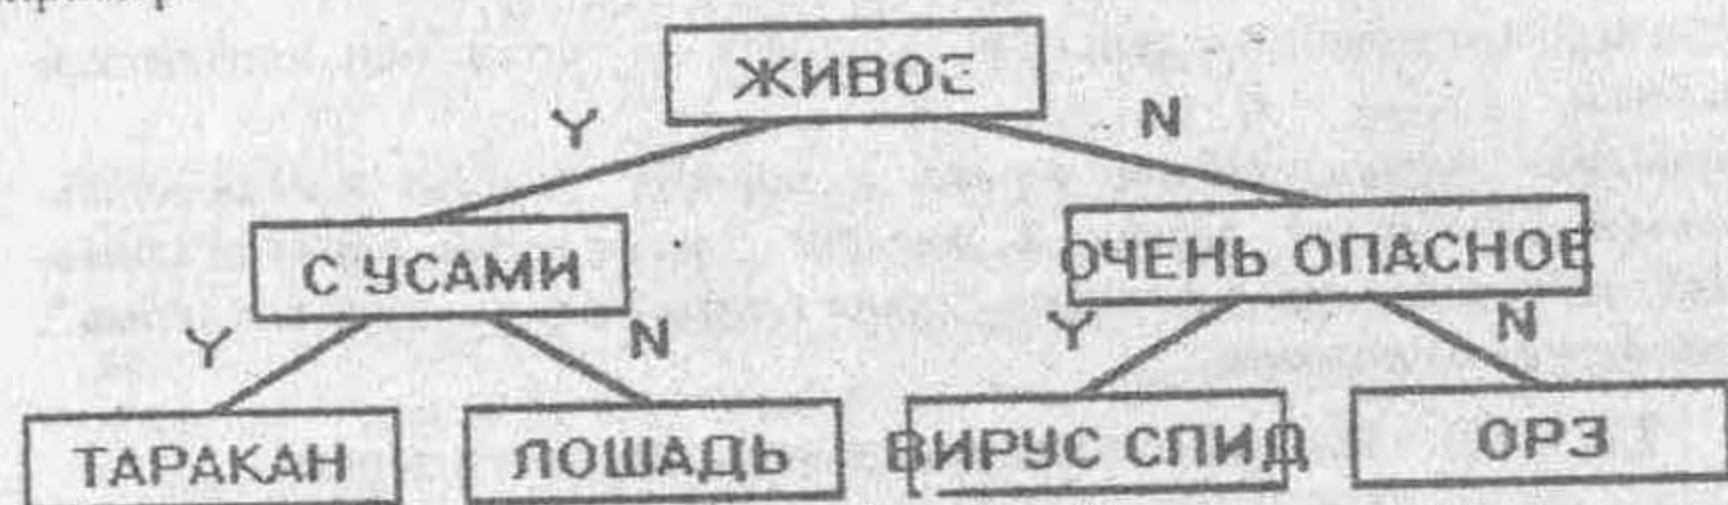 ЖИВОЕ
Y N
С УСАМИ ОЧЕНЬ ОПАСНОЕ
Y N Y N
ТАРАКАН ЛОШАДЬ ВИРУС СПИД ОРЗ